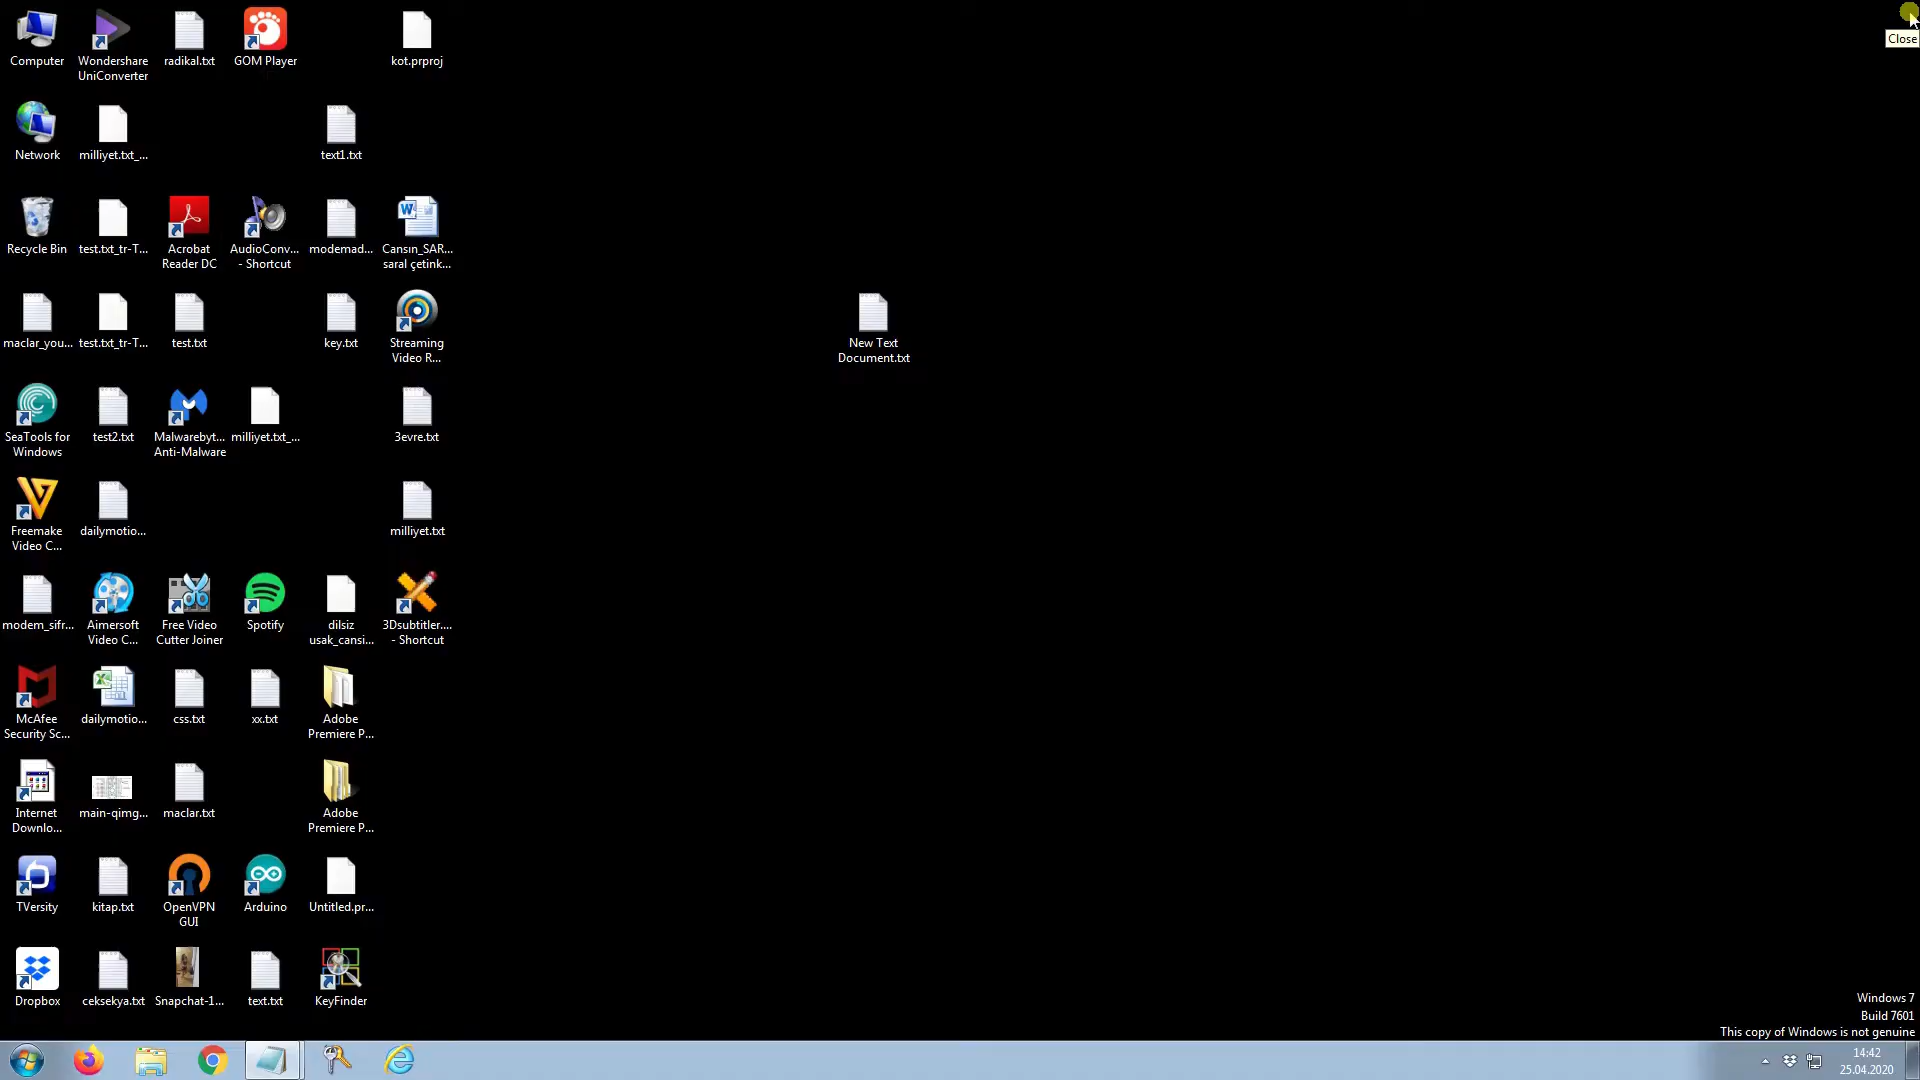 Computer
Wondershare
UniConverter
radikal.txt
GOM Player
kot.prproj
Close
Network
milliyet.txt_...
text1.txt
Recycle Bin
test.txt_tr-T...
Acrobat
Reader DC
AudioConv...
- Shortcut
modemad...
Cansın_SAR...
saral çetink...
maclar_you...
test.txt_tr-T...
test.txt
key.txt
Streaming
Video R...
New Text
Document.txt
SeaTools for
Windows
test2.txt
Malwarebyt...
Anti-Malware
milliyet.txt_...
3evre.txt
Freemake
Video C...
dailymotio...
milliyet.txt
modem_sifr...
Aimersoft
Video C...
Free Video
Cutter Joiner
Spotify
dilsiz
usak_cansi...
3Dsubtitler....
- Shortcut
McAfee
Security Sc...
dailymotio...
css.txt
xx.txt
Adobe
Premiere P...
Internet
Downlo...
main-qimg...
maclar.txt
Adobe
Premiere P...
TVersity
kitap.txt
OpenVPN
GUI
Arduino
Untitled.pr...
Dropbox
ceksekya.txt
Snapchat-1...
text.txt
KeyFinder
Windows 7
Build 7601
This copy of Windows is not genuine
14:42
25.04.2020